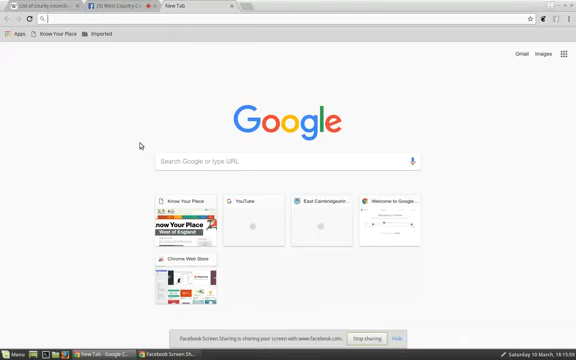 List of county councils
(5) West Country C
New Tab
Apps
Know Your Place
Imported
Gmail
Images
Google
Search Google or type URL
Know Your Place
YouTube
East Cambridgeshir...
Welcome to Google...
now Your Place
West of England
Chrome Web Store
Facebook Screen Sharing is sharing your screen with www.facebook.com.
Stop sharing
Hide
Menu
New Tab - Google C...
Facebook Screen Sh...
Saturday 10 March, 18:15:59